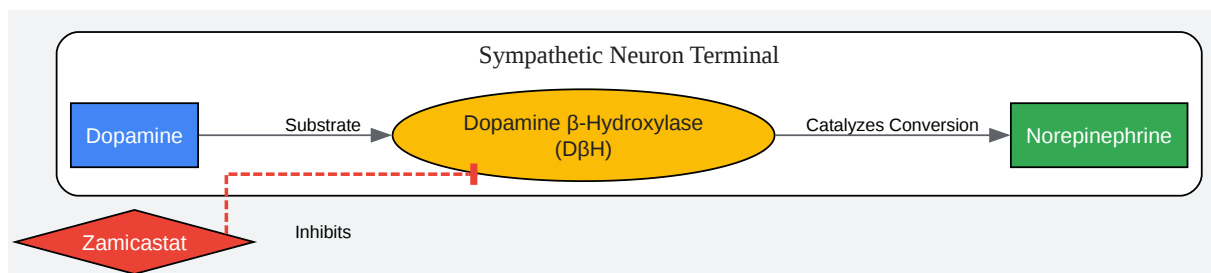 Sympathetic Neuron Terminal
Dopamine
Substrate
Dopamine β-Hydroxylase
(DβH)
Catalyzes Conversion
Norepinephrine
Zamicastat
Inhibits